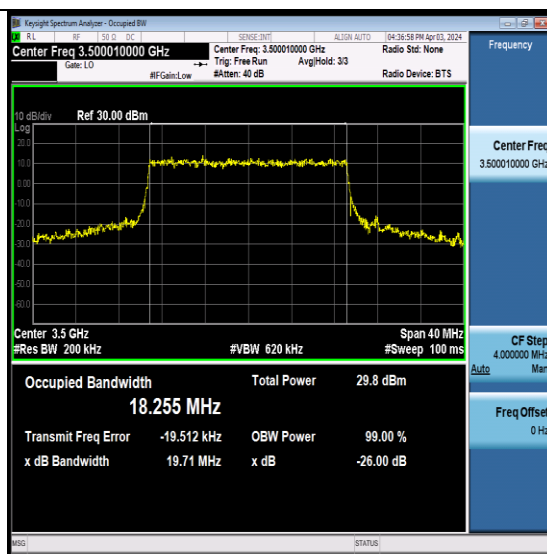 Keysight Spectrum Analyzer - Occupied BW
RL RF 50 Ω DC SENSE:INT ALIGN AUTO 04:36:58 PM Apr 03, 2024
Center Freq 3.500010000 GHz Center Freq: 3.500010000 GHz Radio Std: None
Gate: LO Trig: Free Run Avg|Hold: 3/3
#IFGain:Low #Atten: 40 dB Radio Device: BTS
Frequency
10 dB/div Ref 30.00 dBm
Log
20.0
10.0
0.00
-10.0
-20.0
-30.0
-40.0
-50.0
-60.0
Center Freq
3.500010000 GHz
Center 3.5 GHz Span 40 MHz
#Res BW 200 kHz #VBW 620 kHz #Sweep 100 ms
CF Step
4.000000 MHz
Auto Man
Occupied Bandwidth Total Power 29.8 dBm
18.255 MHz
Transmit Freq Error -19.512 kHz OBW Power 99.00 %
x dB Bandwidth 19.71 MHz x dB -26.00 dB
Freq Offset
0 Hz
MSG STATUS